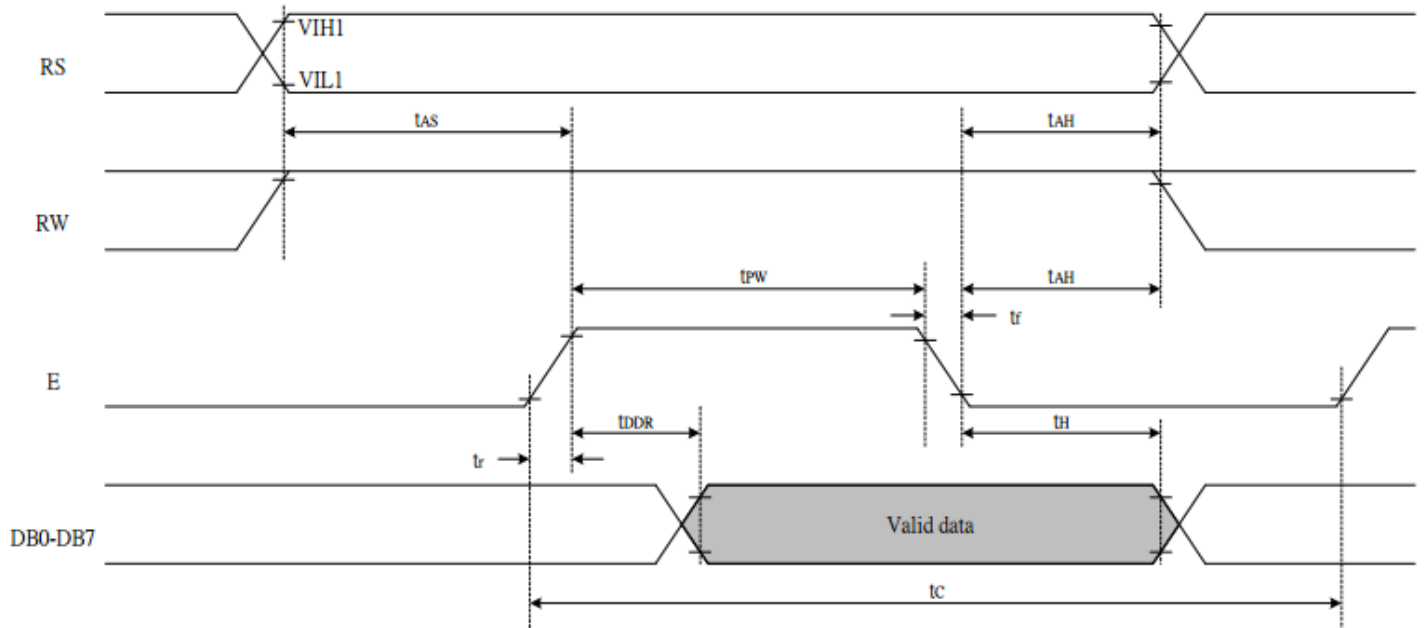 VIH1
RS
VIL1
tAS
tAH
RW
tPW
tAH
tf
E
tDDR
tH
tr
DB0-DB7
Valid data
tC